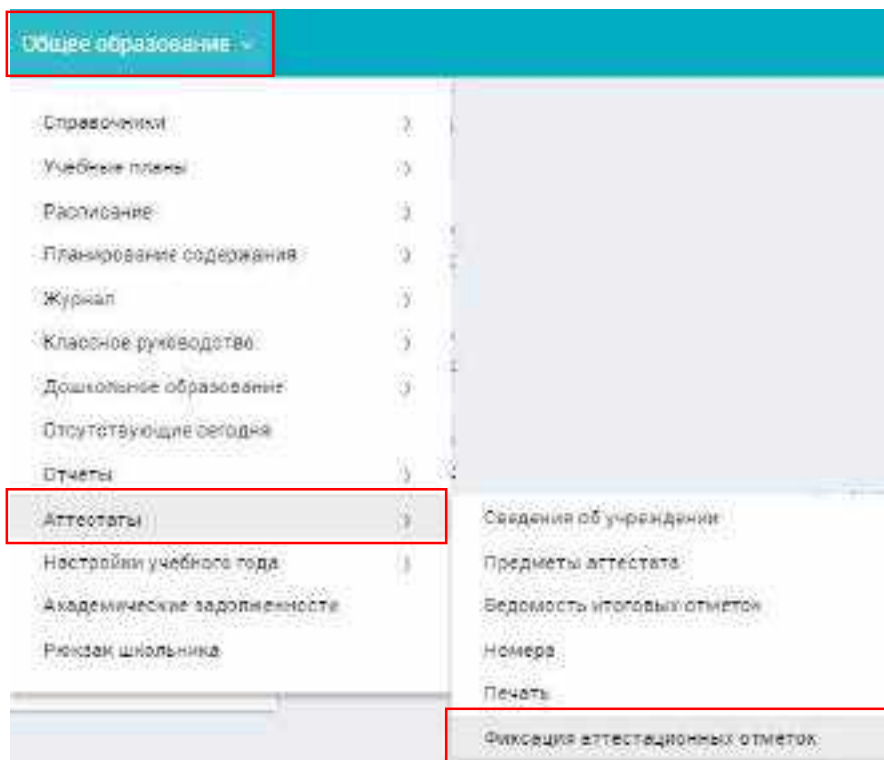 Общее образование
Справочники
Учебные планы
Расписание
Планирование содержания
Журнал
Классное руководство
Дошкольное образование
Отсутствующие сегодня
Отчеты
Аттестаты
Настройки учебного года
Академические задолженности
Рюкзак школьника
Сведения об учреждении
Предметы аттестата
Ведомость итоговых отметок
Номера
Печать
Фиксация аттестационных отметок